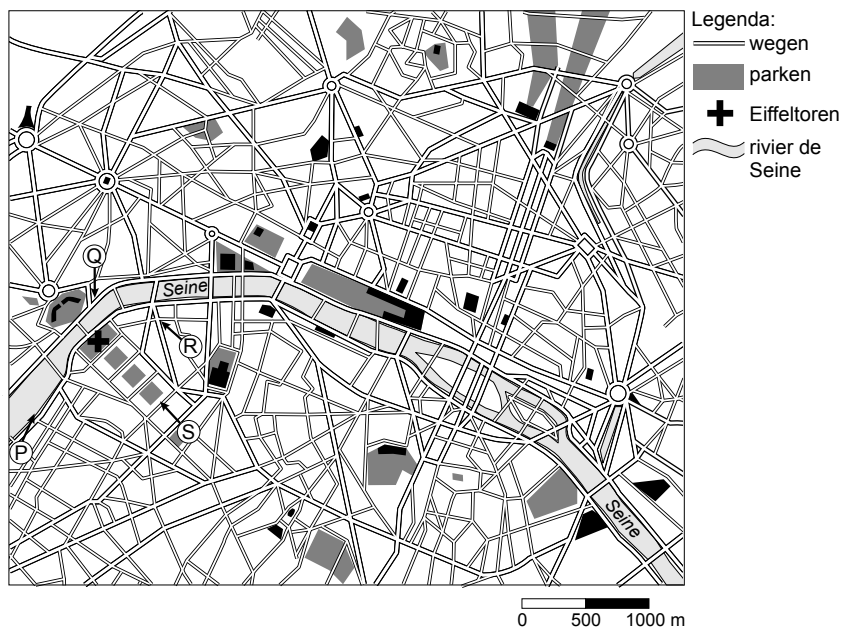 Legenda:
wegen
parken
Eiffeltoren
rivier de
Seine
Q
Seine
R
S
P
Seine
0 500 1000 m